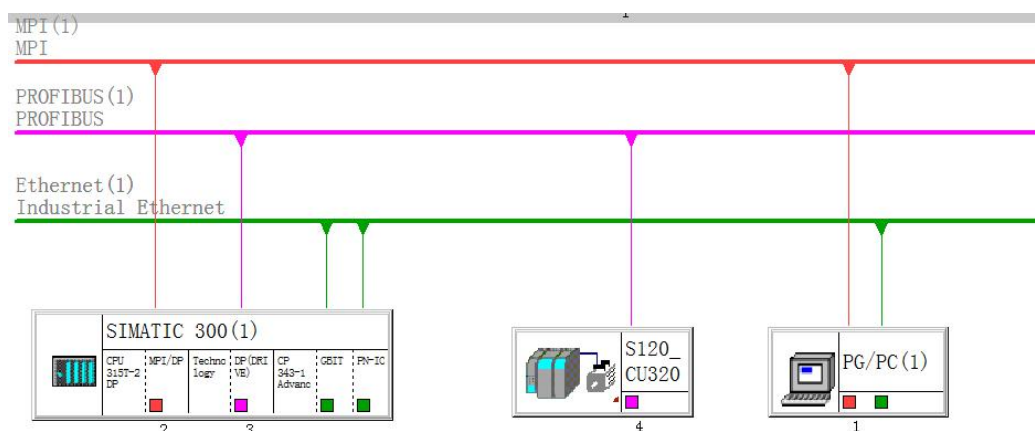 MPI(1)
MPI
PROFIBUS(1)
PROFIBUS
Ethernet(1)
Industrial Ethernet
SIMATIC 300(1)
CPU
315T-2
DP
MPI/DP
Techno
logy
DP(DRI
VE)
CP
343-1
Advanc
GBIT
PN-IC
2
3
S120_
CU320
4
PG/PC(1)
1